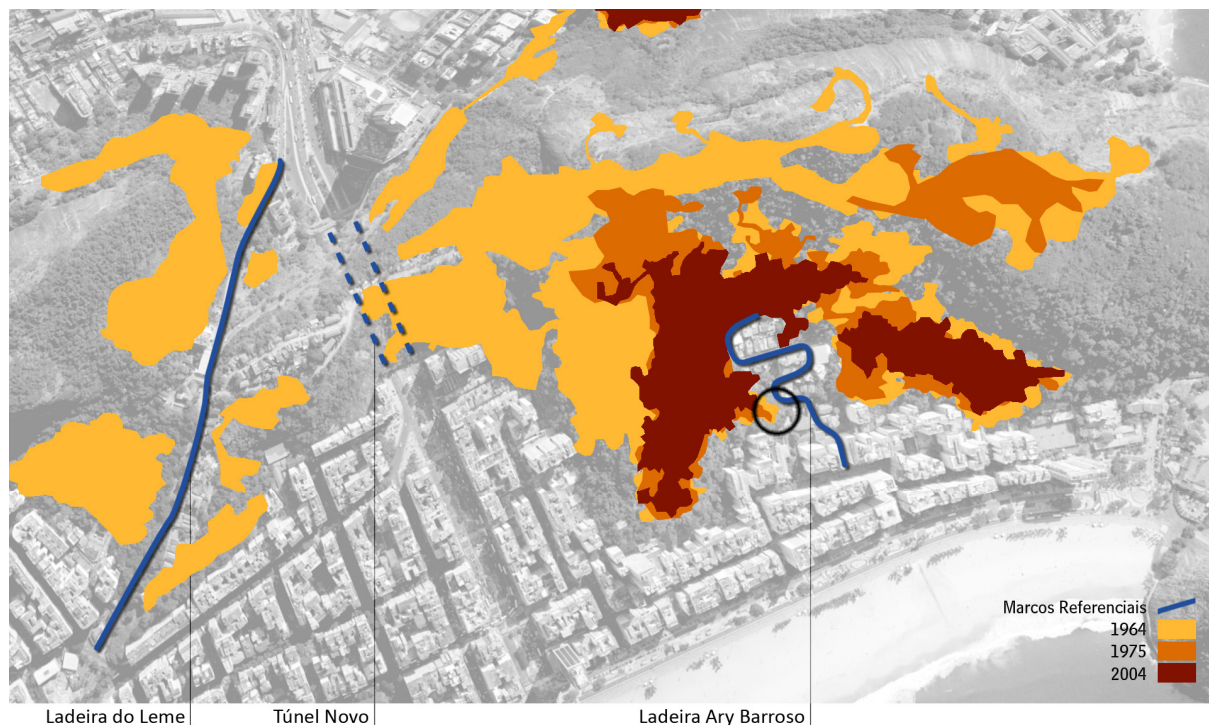 Marcos Referenciais
1964
1975
2004
Ladeira do Leme
Túnel Novo
Ladeira Ary Barroso